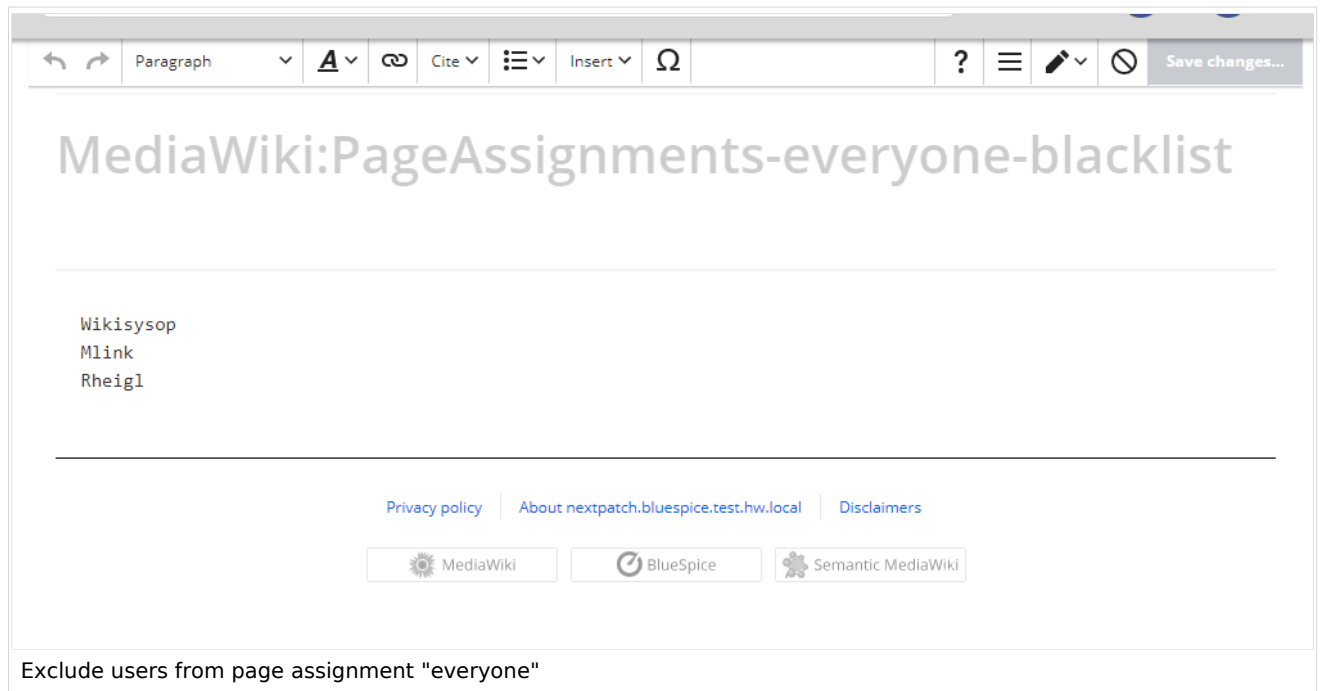 Paragraph A Cite Insert Ω ? Save changes...
MediaWiki:PageAssignments-everyone-blacklist
Wikisysop
Mlink
Rheigl
Privacy policy About nextpatch.bluespice.test.hw.local Disclaimers
MediaWiki BlueSpice Semantic MediaWiki
Exclude users from page assignment "everyone"